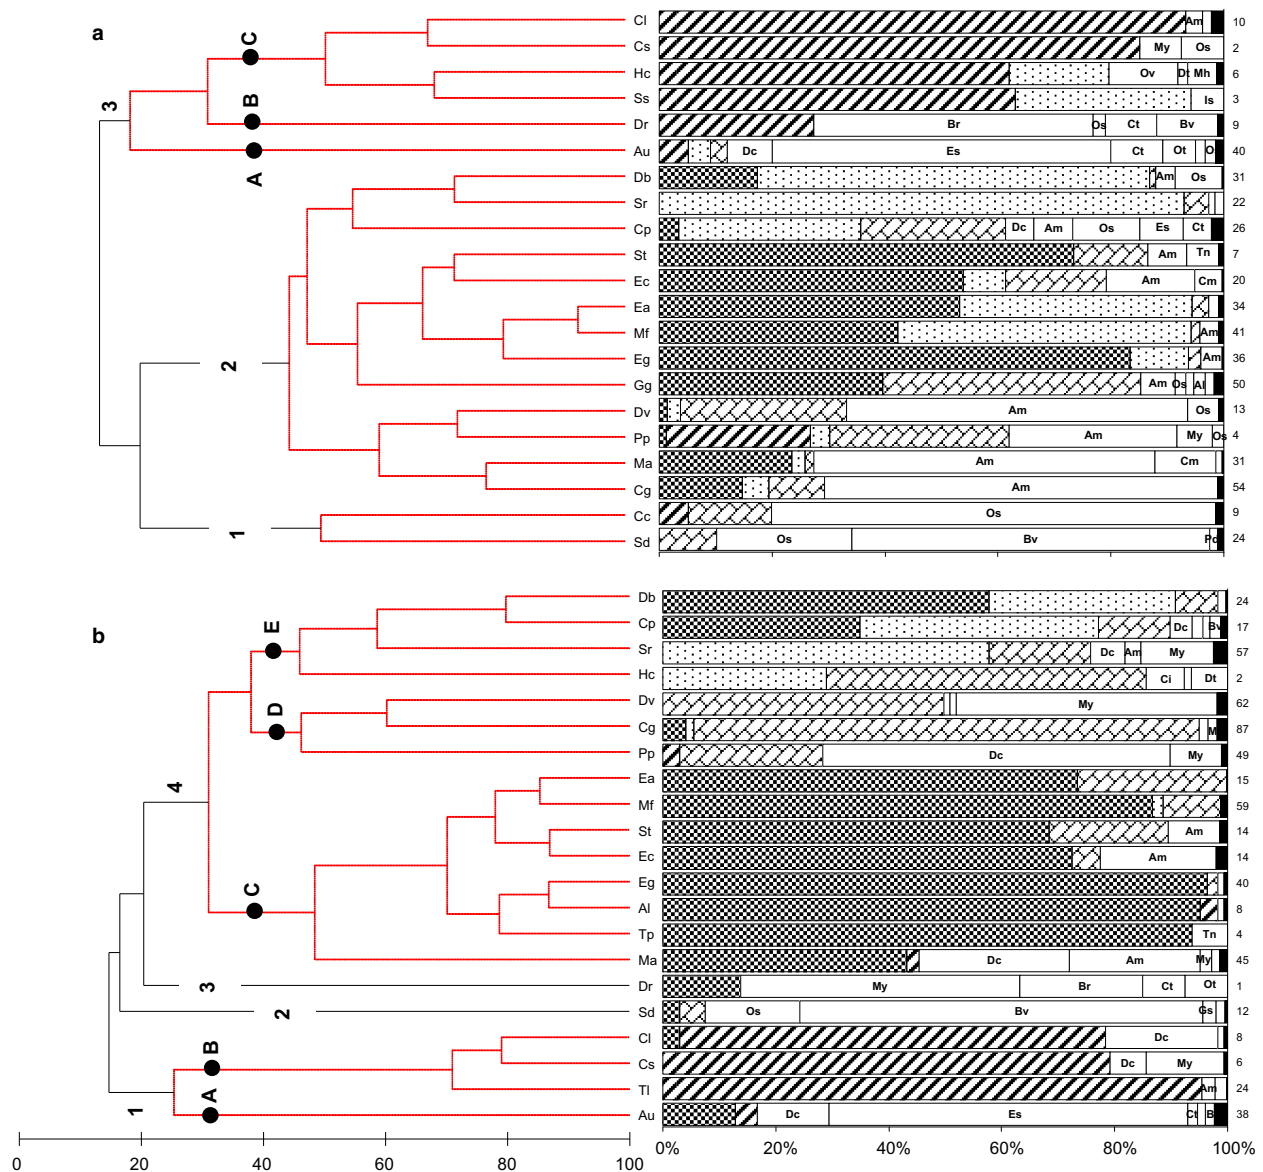 a
C
Cl Am 10
Cs My Os 2
Hc Ov Dt Mh 6
3
Ss Is 3
B
Dr Br Os Ct Bv 9
Au Dc Es Ct Ot O 40
A
Db Am Os 31
Sr 22
Cp Dc Am Os Es Ct 26
St Am Tn 7
Ec Am Cm 20
Ea 34
Mf Am 41
2
Eg Am 36
Gg Am Os Al 50
Dv Am Os 13
Pp Am My Os 4
Ma Am Cm 31
Cg Am 54
Cc Os 9
1
Sd Os Bv Po 24
b
Db 24
Cp Dc Bv 17
E
Sr Dc Am My 57
Hc Ci Dt 2
Dv My 62
D
Cg M 87
Pp Dc My 49
4
Ea 15
Mf 59
St Am 14
Ec Am 14
C
Eg 40
Al 8
Tp Tn 4
Ma Dc Am My 45
3
Dr My Br Ct Ot 1
2
Sd Os Bv Gs 12
Cl Dc 8
B
Cs Dc My 6
A
Tl Am 24
1
Au Dc Es Ct B 38
0 20 40 60 80 100
0% 20% 40% 60% 80% 100%